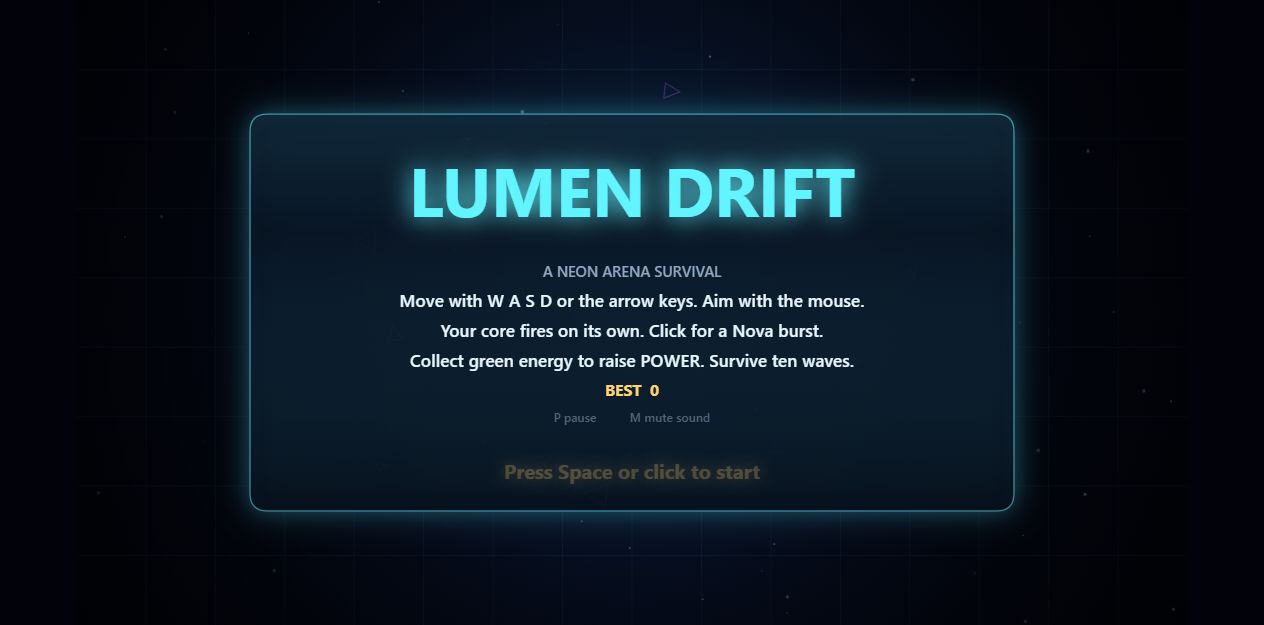 LUMEN DRIFT
A NEON ARENA SURVIVAL
Move with W A S D or the arrow keys. Aim with the mouse.
Your core fires on its own. Click for a Nova burst.
Collect green energy to raise POWER. Survive ten waves.
BEST 0
P pause M mute sound
Press Space or click to start